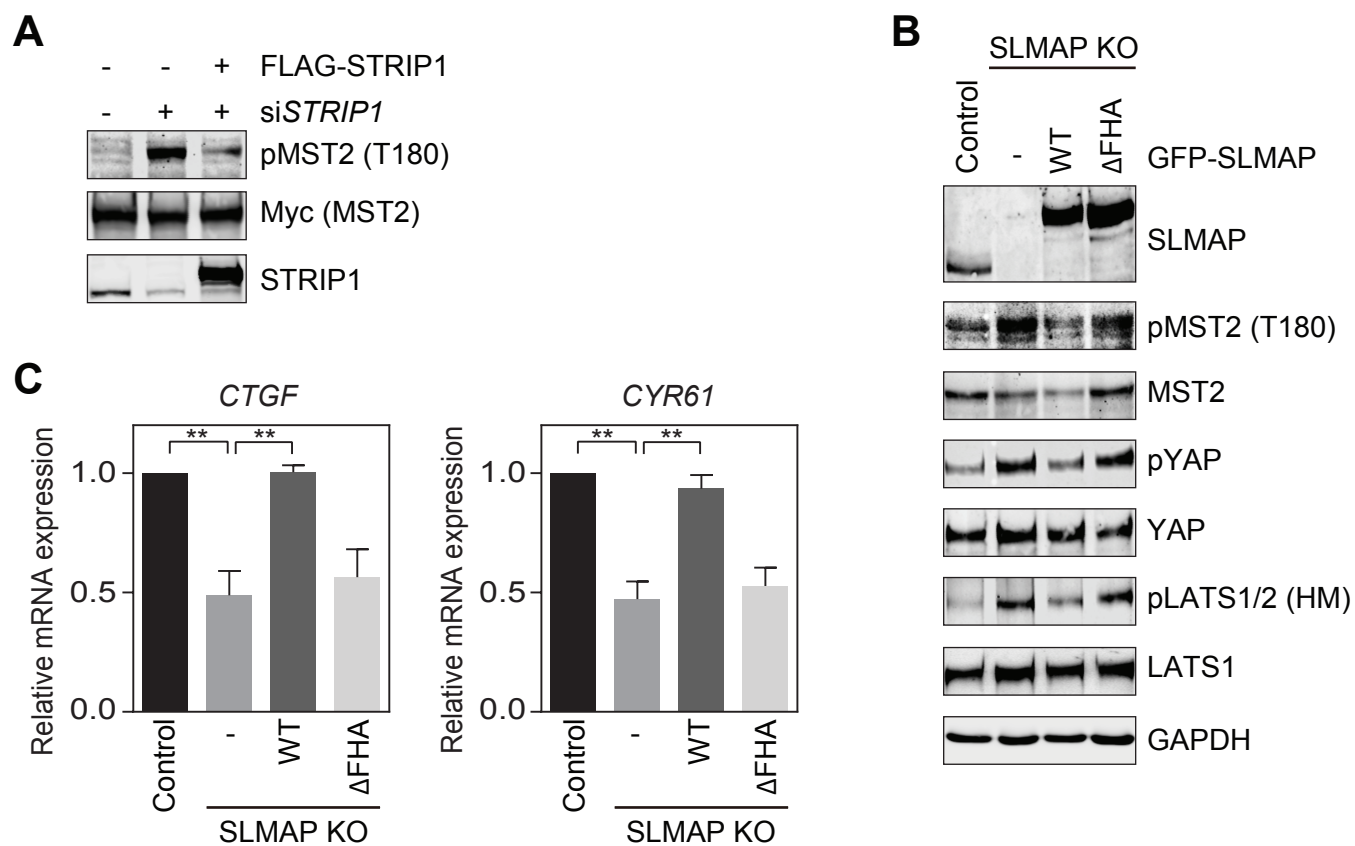 A
- - + FLAG-STRIP1
- + + siSTRIP1
pMST2 (T180)
Myc (MST2)
STRIP1
B
SLMAP KO
Control - WT ΔFHA GFP-SLMAP
SLMAP
pMST2 (T180)
MST2
pYAP
YAP
pLATS1/2 (HM)
LATS1
GAPDH
C
CTGF
Relative mRNA expression
** **
1.0
0.5
0.0
Control - WT ΔFHA
SLMAP KO
CYR61
Relative mRNA expression
** **
1.0
0.5
0.0
Control - WT ΔFHA
SLMAP KO